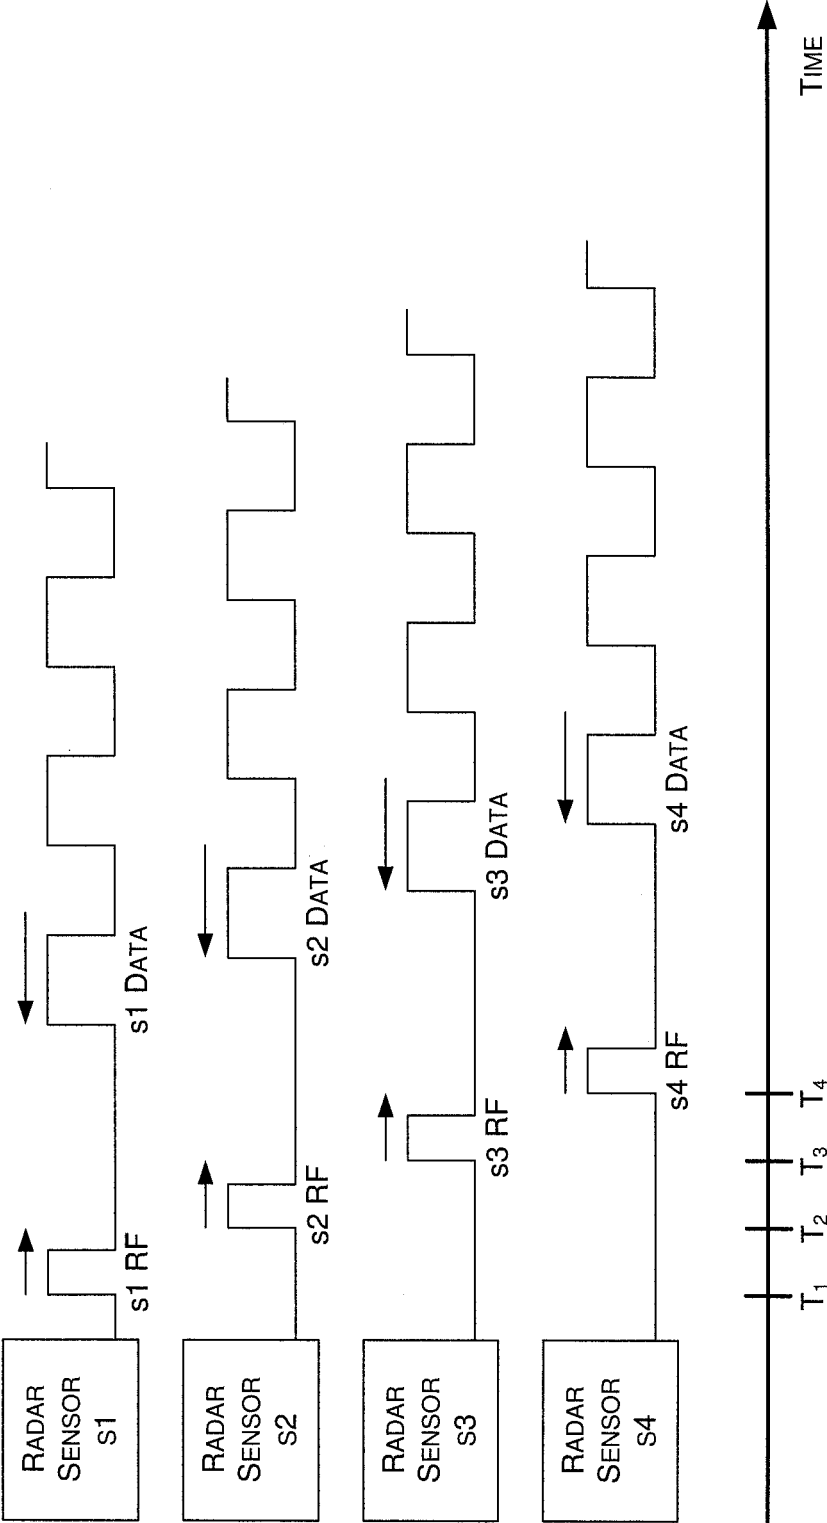 RADAR
SENSOR
S1
s1 RF
s1 DATA
RADAR
SENSOR
S2
s2 RF
s2 DATA
RADAR
SENSOR
S3
s3 RF
s3 DATA
RADAR
SENSOR
S4
s4 RF
s4 DATA
T1 T2 T3 T4 TIME